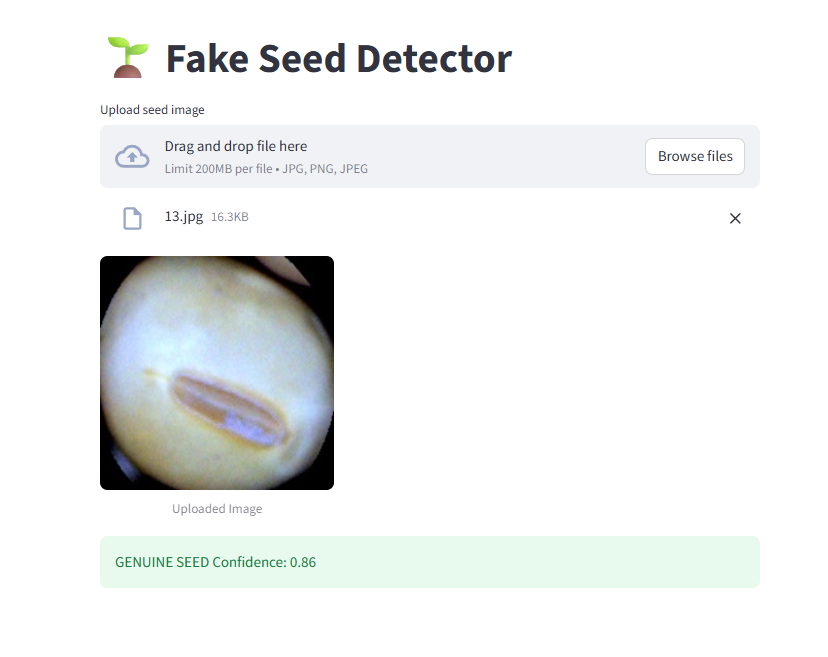 Fake Seed Detector
Upload seed image
Drag and drop file here
Limit 200MB per file • JPG, PNG, JPEG
Browse files
13.jpg 16.3KB
Uploaded Image
GENUINE SEED Confidence: 0.86